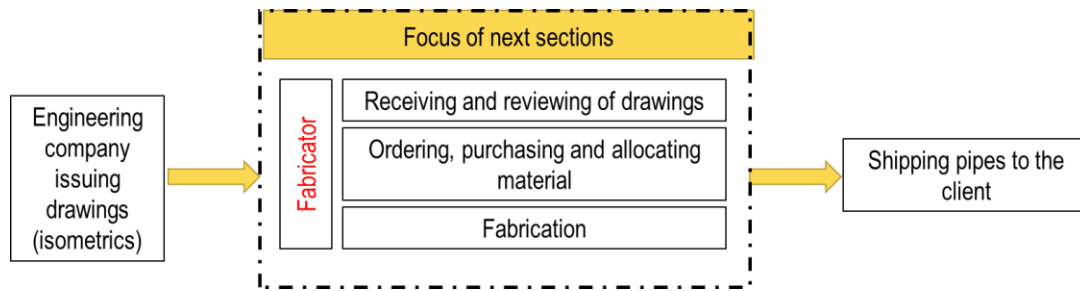 Focus of next sections
Engineering
company
issuing
drawings
(isometrics)
Fabricator
Receiving and reviewing of drawings
Ordering, purchasing and allocating
material
Fabrication
Shipping pipes to the
client